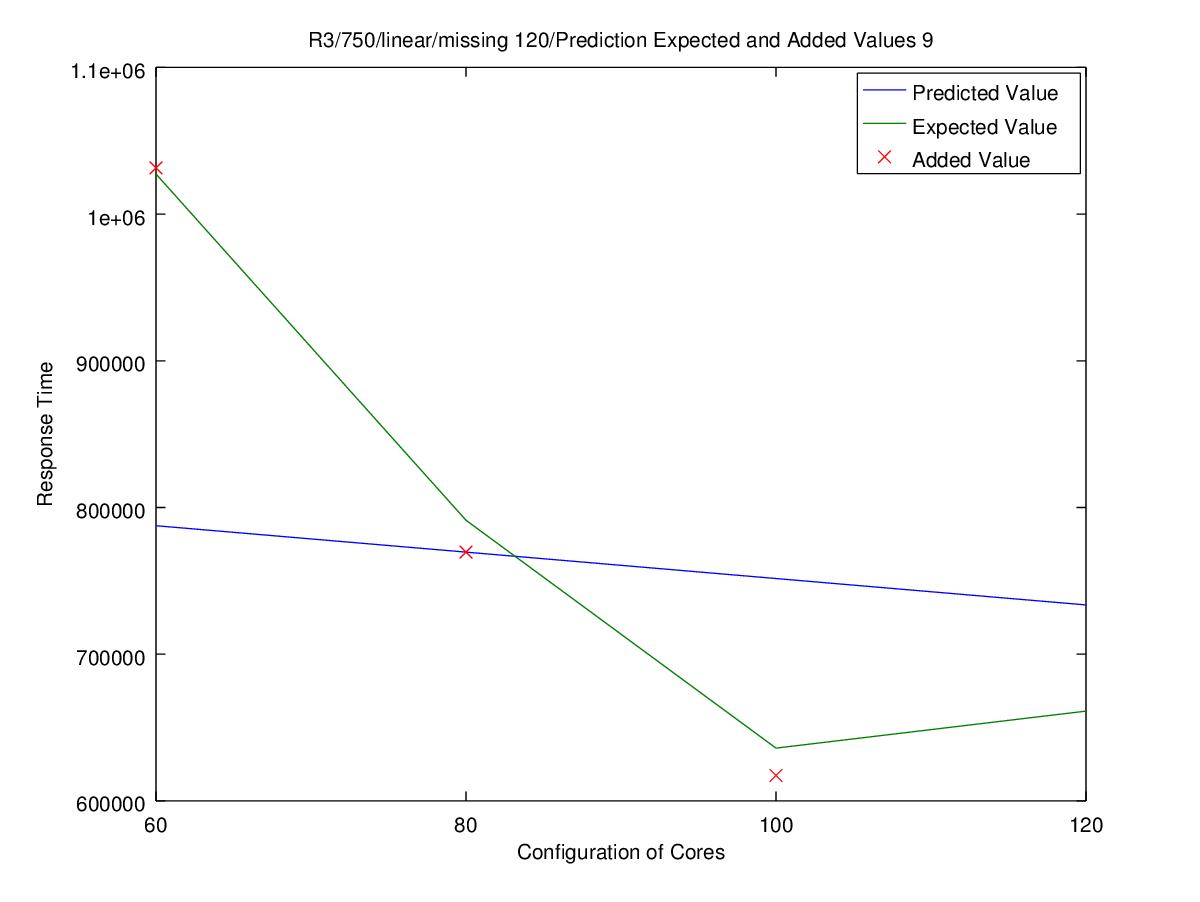 R3/750/linear/missing 120/Prediction Expected and Added Values 9
1.1e+06
Predicted Value
Expected Value
Added Value
1e+06
900000
800000
700000
600000
Response Time
60
80
100
120
Configuration of Cores